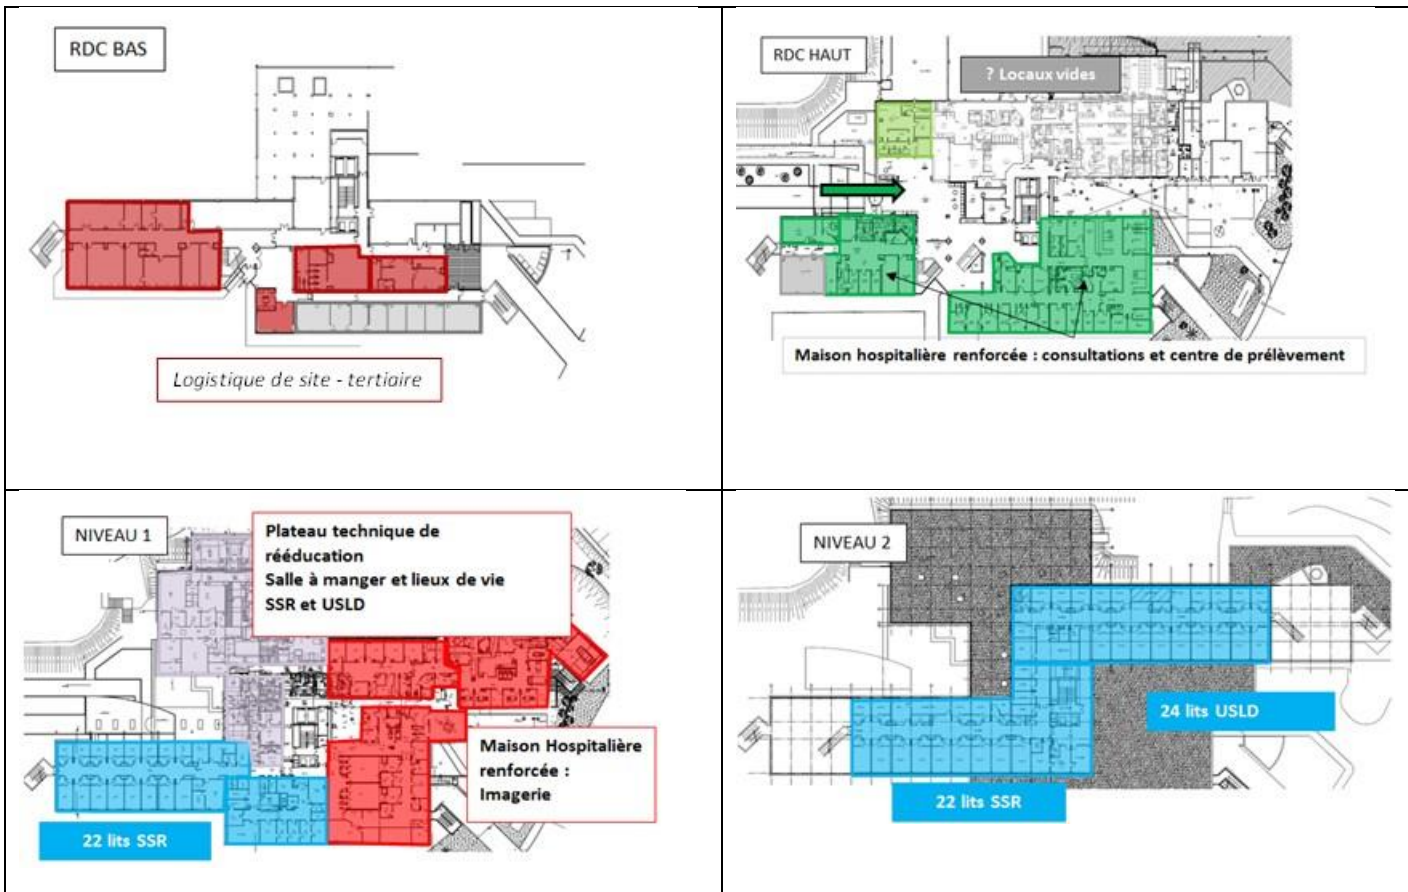 RDC BAS
Logistique de site - tertiaire
RDC HAUT
? Locaux vides
Maison hospitalière renforcée : consultations et centre de prélèvement
NIVEAU 1
Plateau technique de
rééducation
Salle à manger et lieux de vie
SSR et USLD
Maison Hospitalière
renforcée :
Imagerie
22 lits SSR
NIVEAU 2
24 lits USLD
22 lits SSR